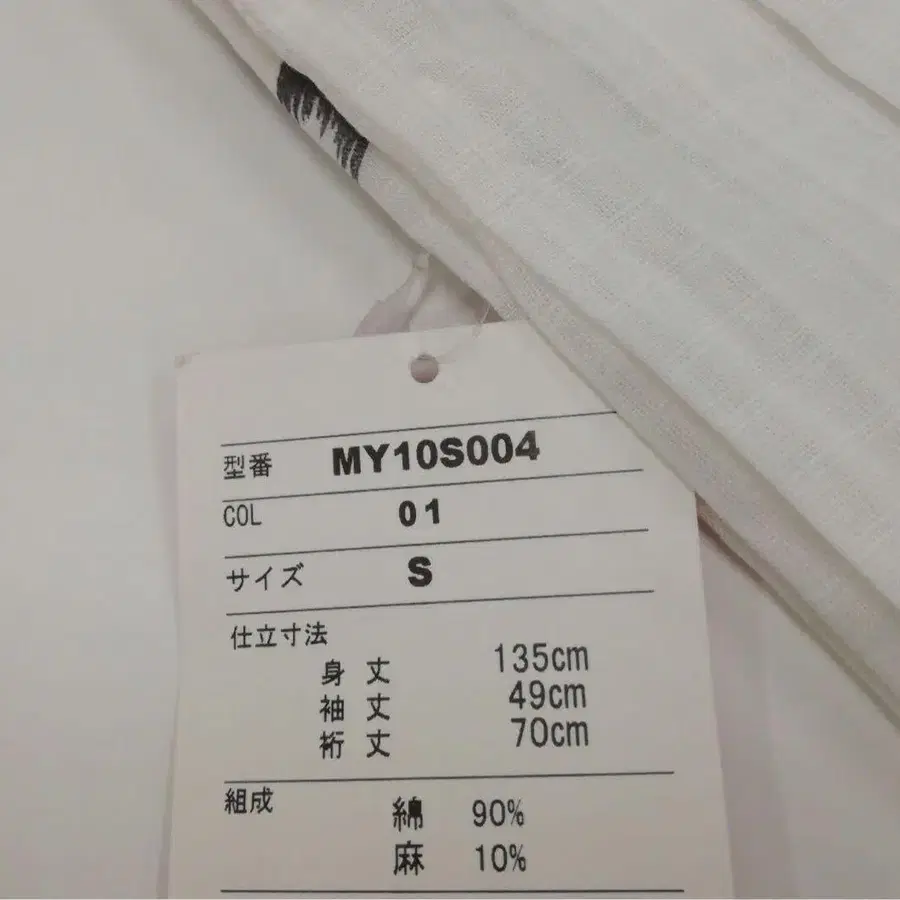 型番 MY10S004
COL 01
サイズ S
仕立寸法
身丈 135cm
袖丈 49cm
裄丈 70cm
組成 綿 90%
麻 10%